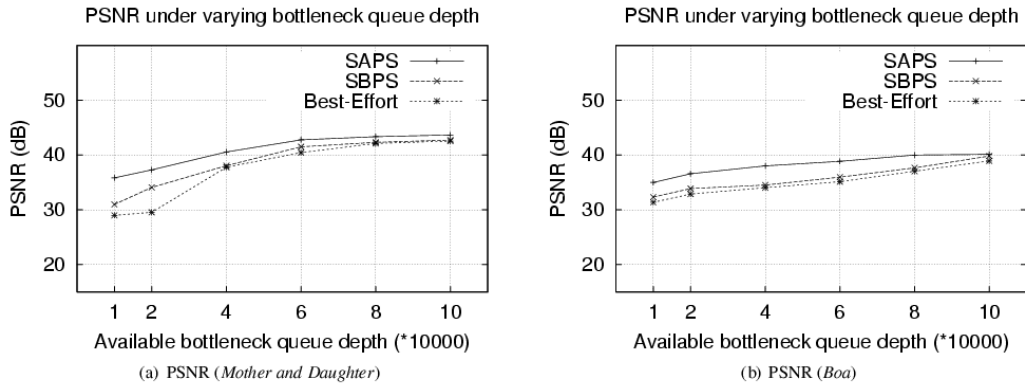 PSNR under varying bottleneck queue depth
50
40
30
20
PSNR (dB)
SAPS
SBPS
Best-Effort
1 2 4 6 8 10
Available bottleneck queue depth (*10000)
(a) PSNR (Mother and Daughter)
PSNR under varying bottleneck queue depth
50
40
30
20
PSNR (dB)
SAPS
SBPS
Best-Effort
1 2 4 6 8 10
Available bottleneck queue depth (*10000)
(b) PSNR (Boa)